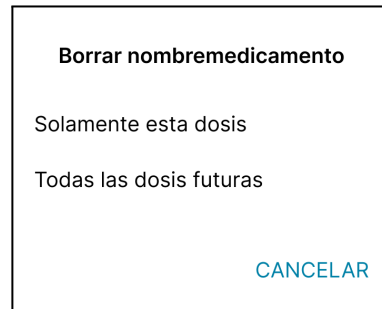 Borrar nombremedicamento
Solamente esta dosis
Todas las dosis futuras
CANCELAR